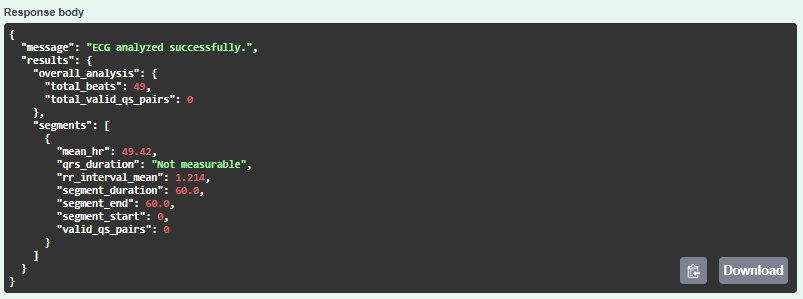 Response body
{
  "message": "ECG analyzed successfully.",
  "results": {
    "overall_analysis": {
      "total_beats": 49,
      "total_valid_qs_pairs": 0
    },
    "segments": [
      {
        "mean_hr": 49.42,
        "qrs_duration": "Not measurable",
        "rr_interval_mean": 1.214,
        "segment_duration": 60.0,
        "segment_end": 60.0,
        "segment_start": 0,
        "valid_qs_pairs": 0
      }
    ]
  }
}
Download